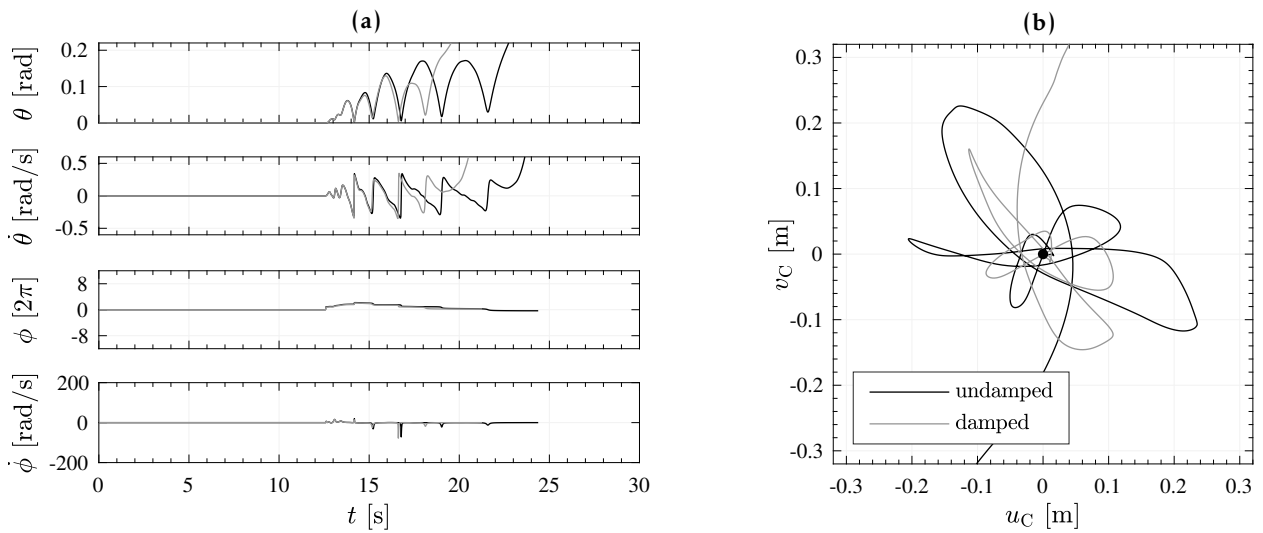 (a)
θ [rad]
0.2
0.1
0
θ̇ [rad/s]
0.5
0
-0.5
ϕ [2π]
8
0
-8
ϕ̇ [rad/s]
200
0
-200
0 5 10 15 20 25 30
t [s]
(b)
v_C [m]
0.3
0.2
0.1
0
-0.1
-0.2
-0.3
undamped
damped
-0.3 -0.2 -0.1 0 0.1 0.2 0.3
u_C [m]